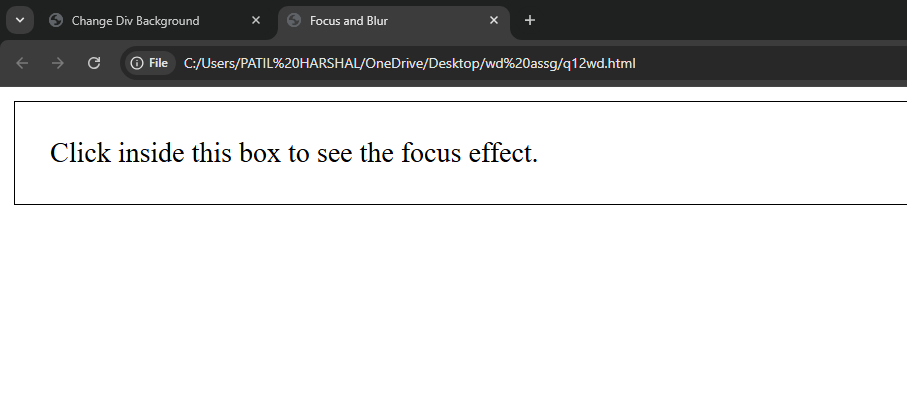 Change Div Background
Focus and Blur
File
C:/Users/PATIL%20HARSHAL/OneDrive/Desktop/wd%20assg/q12wd.html
Click inside this box to see the focus effect.